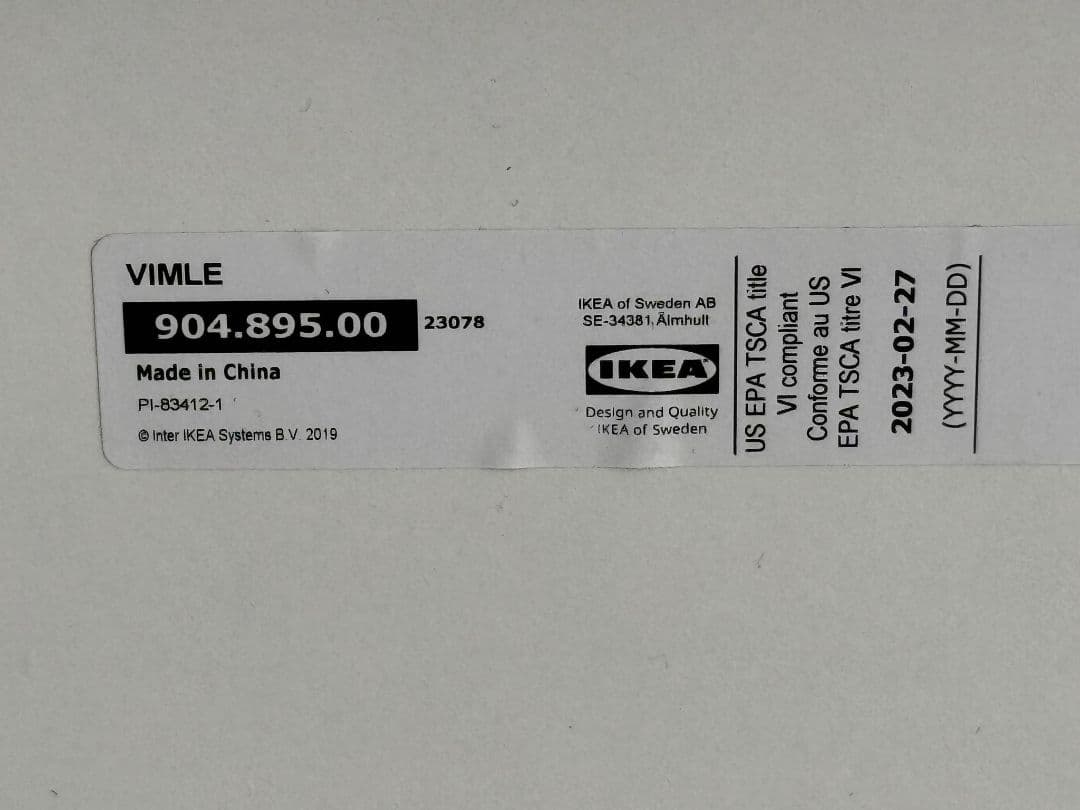 VIMLE
904.895.00 23078
Made in China
PI-83412-1
© Inter IKEA Systems B.V. 2019
IKEA of Sweden AB
SE-34381, Älmhult
IKEA
Design and Quality
IKEA of Sweden
US EPA TSCA title
VI compliant
Conforme au US
EPA TSCA titre VI
2023-02-27
(YYYY-MM-DD)